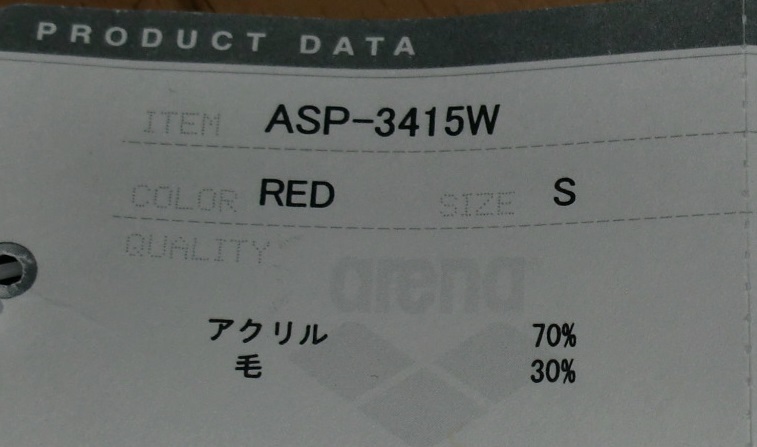 PRODUCT DATA
ITEM ASP-3415W
COLOR RED SIZE S
QUALITY
arena
アクリル 70%
毛 30%